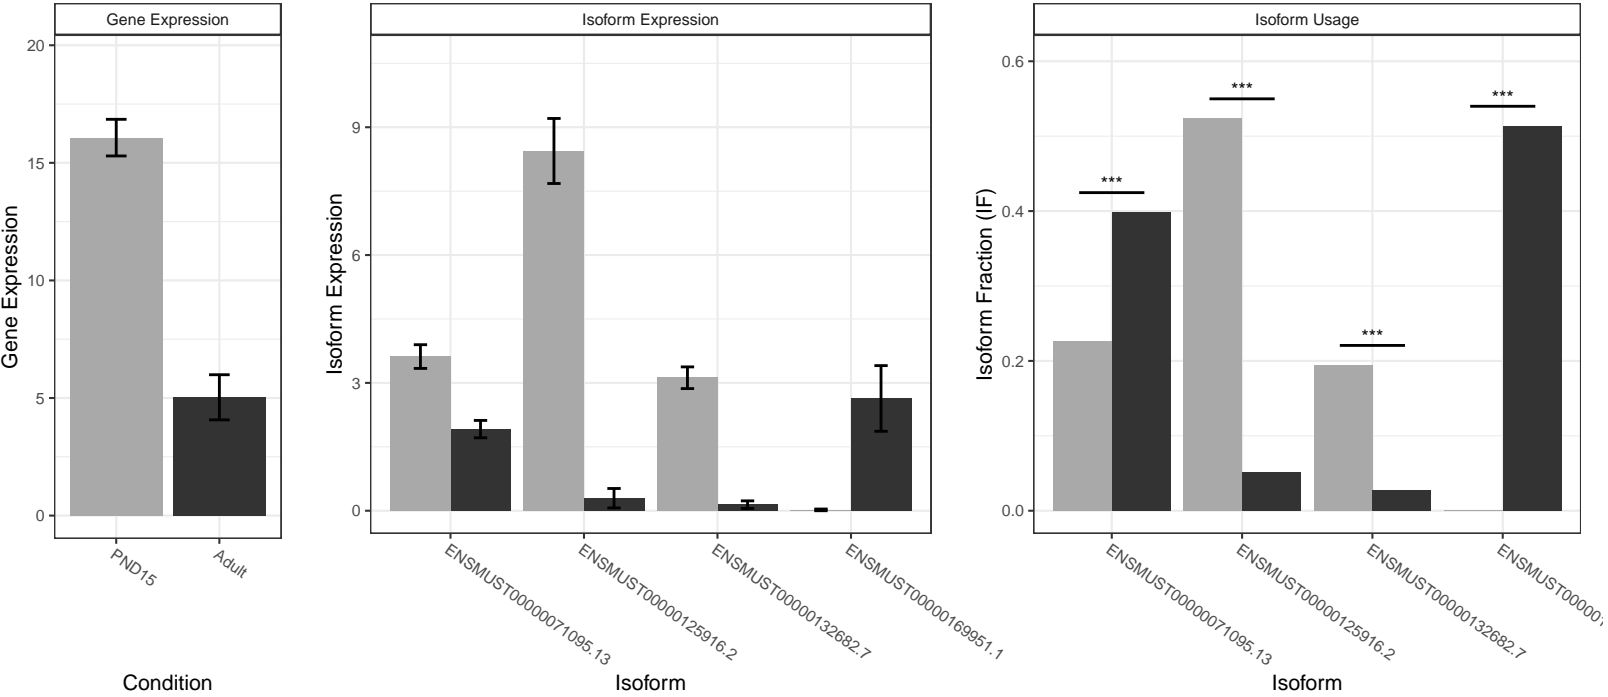 Gene Expression
Isoform Expression
Isoform Usage
Gene Expression
20
15
10
5
0
PND15
Adult
Condition
Isoform Expression
9
6
3
0
ENSMUST00000071095.13
ENSMUST00000125916.2
ENSMUST00000132682.7
ENSMUST00000169951.1
Isoform
Isoform Fraction (IF)
0.6
0.4
0.2
0.0
***
***
***
***
ENSMUST00000071095.13
ENSMUST00000125916.2
ENSMUST00000132682.7
Isoform